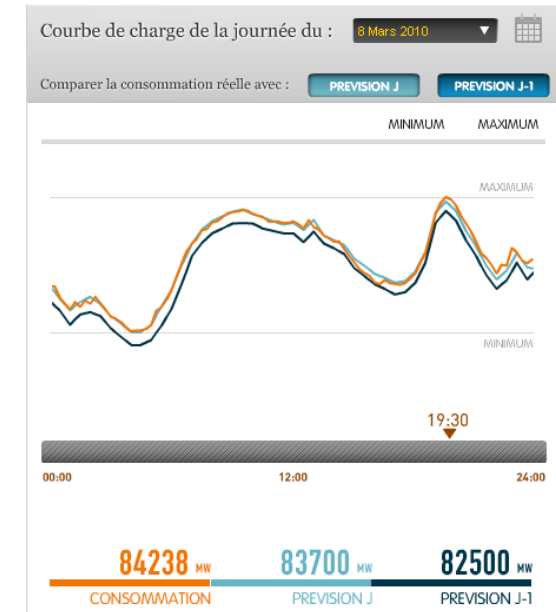 Courbe de charge de la journée du : 8 Mars 2010
Comparer la consommation réelle avec : PREVISION J PREVISION J-1
MINIMUM MAXIMUM
MAXIMUM
MINIMUM
19:30
00:00 12:00 24:00
84238 MW 83700 MW 82500 MW
CONSOMMATION PREVISION J PREVISION J-1